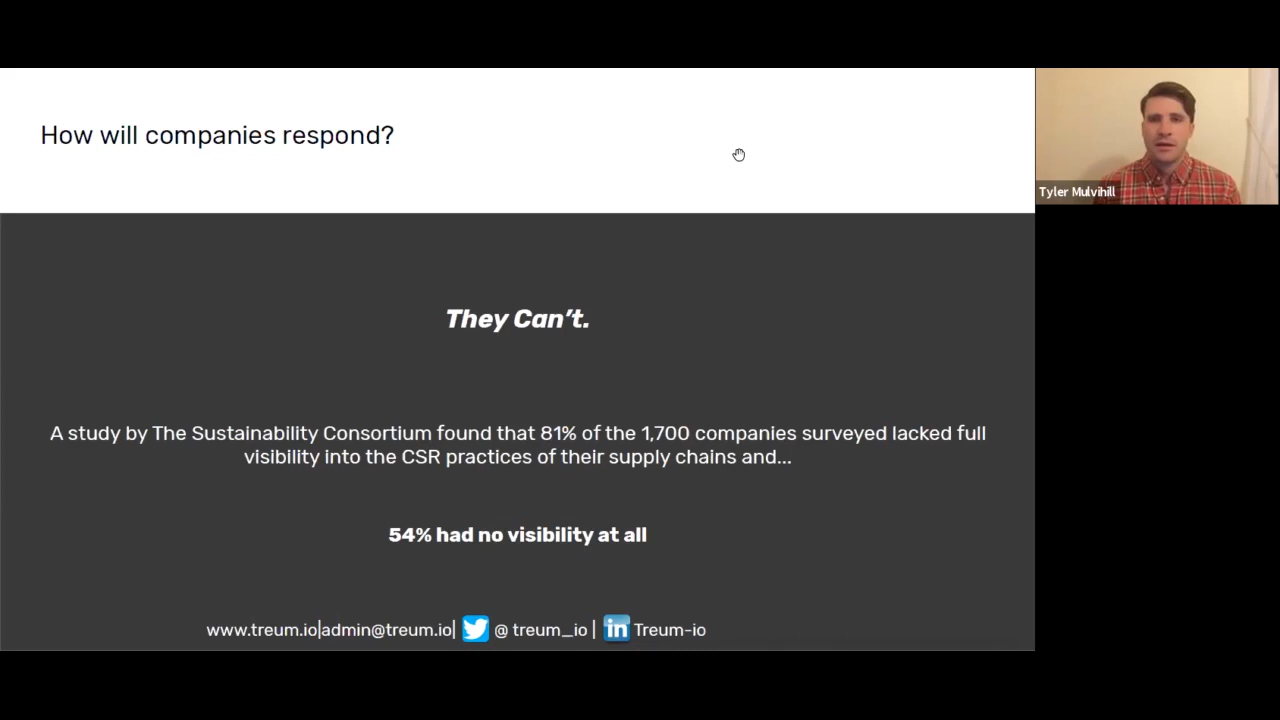 How will companies respond?
Tyler Mulvihill
They Can't.
A study by The Sustainability Consortium found that 81% of the 1,700 companies surveyed lacked full
visibility into the CSR practices of their supply chains and...
54% had no visibility at all
www.treum.io|admin@treum.io| @ treum_io | in Treum-io